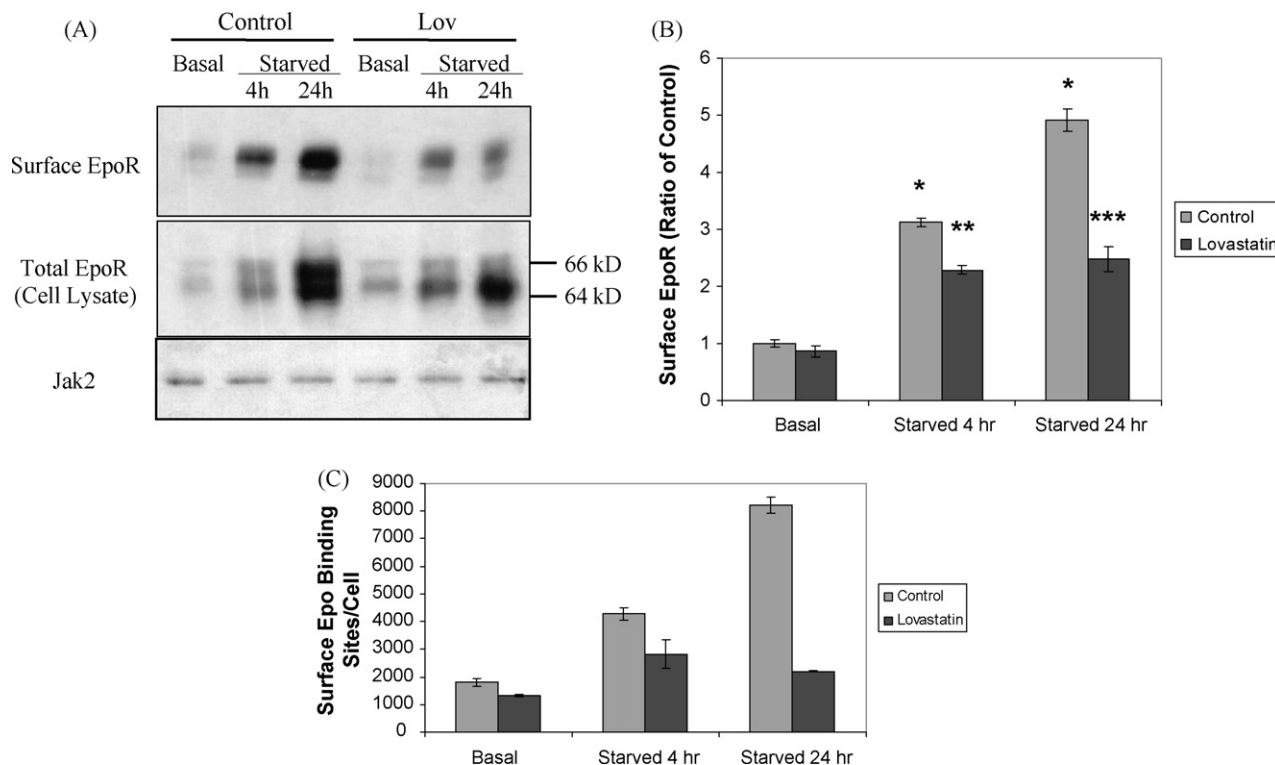 (A)
Control Lov
Basal Starved Basal Starved
4h 24h 4h 24h
Surface EpoR
Total EpoR
(Cell Lysate)
66 kD
64 kD
Jak2
(B)
Surface EpoR (Ratio of Control)
6
5
4
3
2
1
0
*
**
*
***
Basal Starved 4 hr Starved 24 hr
Control
Lovastatin
(C)
Surface Epo Binding
Sites/Cell
9000
8000
7000
6000
5000
4000
3000
2000
1000
0
Basal Starved 4 hr Starved 24 hr
Control
Lovastatin